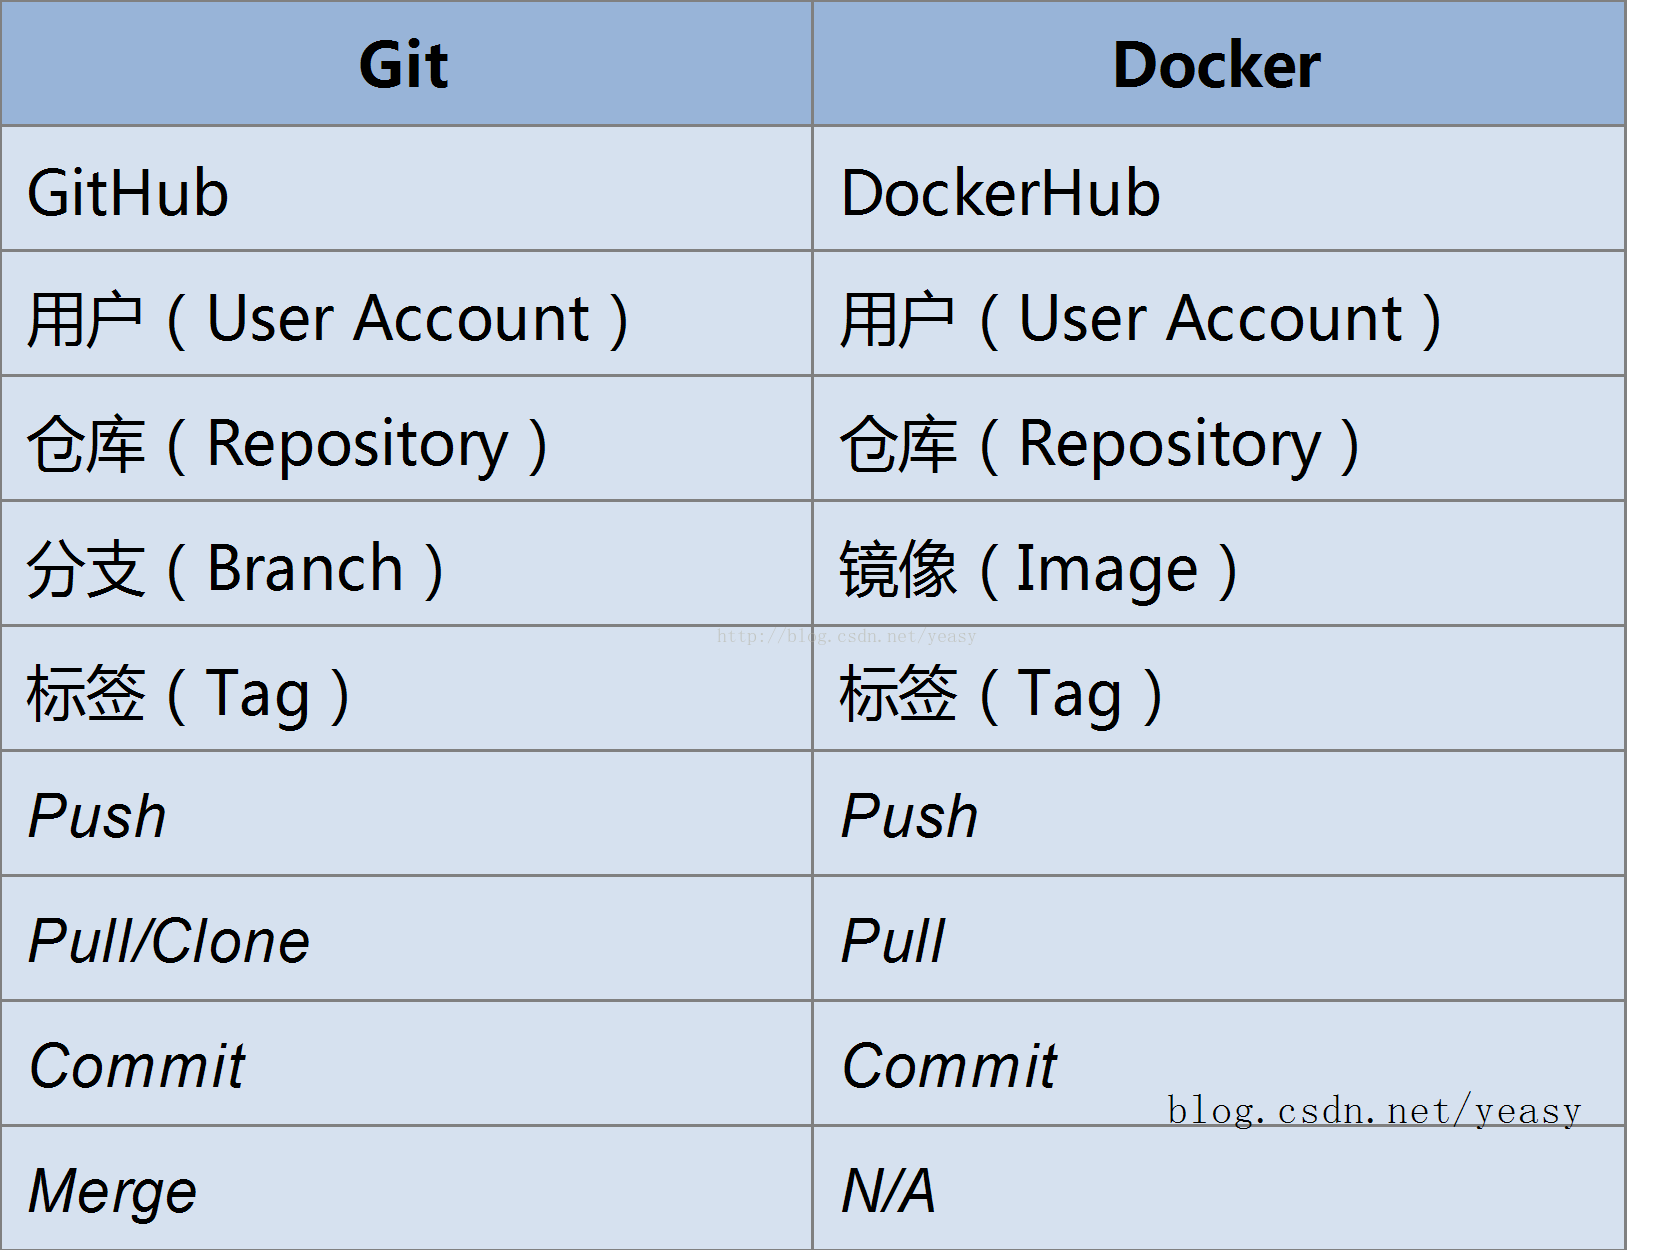 Git Docker
GitHub DockerHub
用户（User Account） 用户（User Account）
仓库（Repository） 仓库（Repository）
分支（Branch） 镜像（Image）
http://blog.csdn.net/yeasy
标签（Tag） 标签（Tag）
Push Push
Pull/Clone Pull
Commit Commit
blog.csdn.net/yeasy
Merge N/A